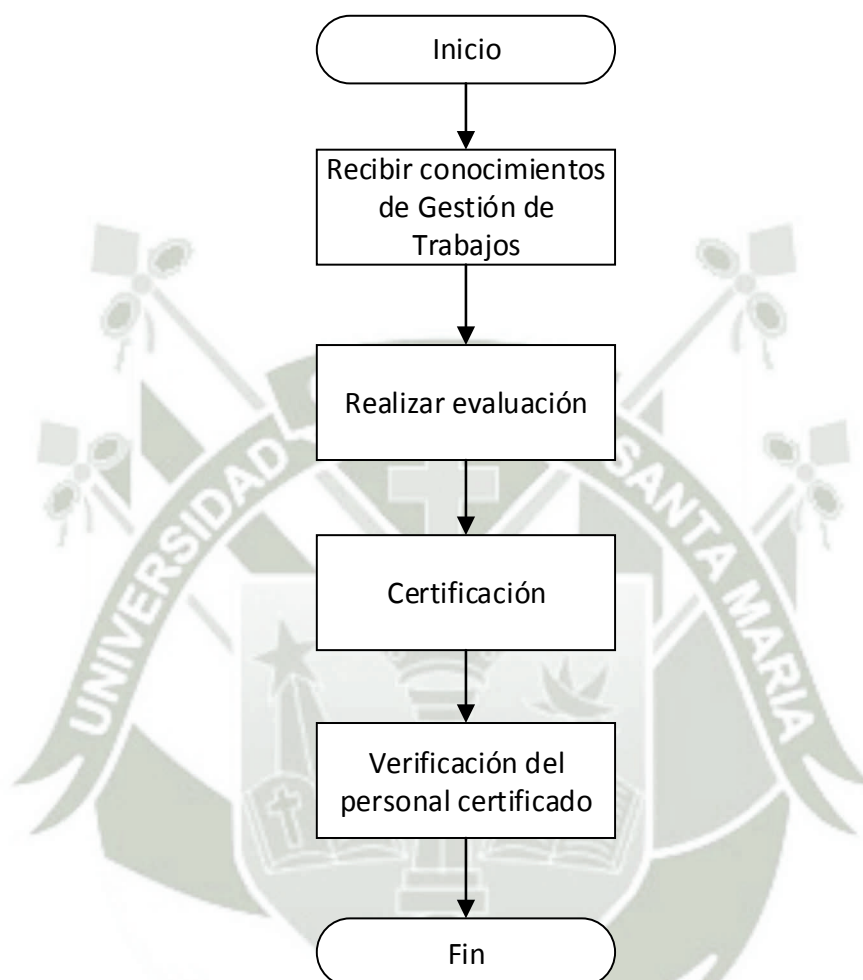 Inicio
Recibir conocimientos
de Gestión de
Trabajos
Realizar evaluación
UNIVERSIDAD
SANTA MARIA
Certificación
Verificación del
personal certificado
Fin